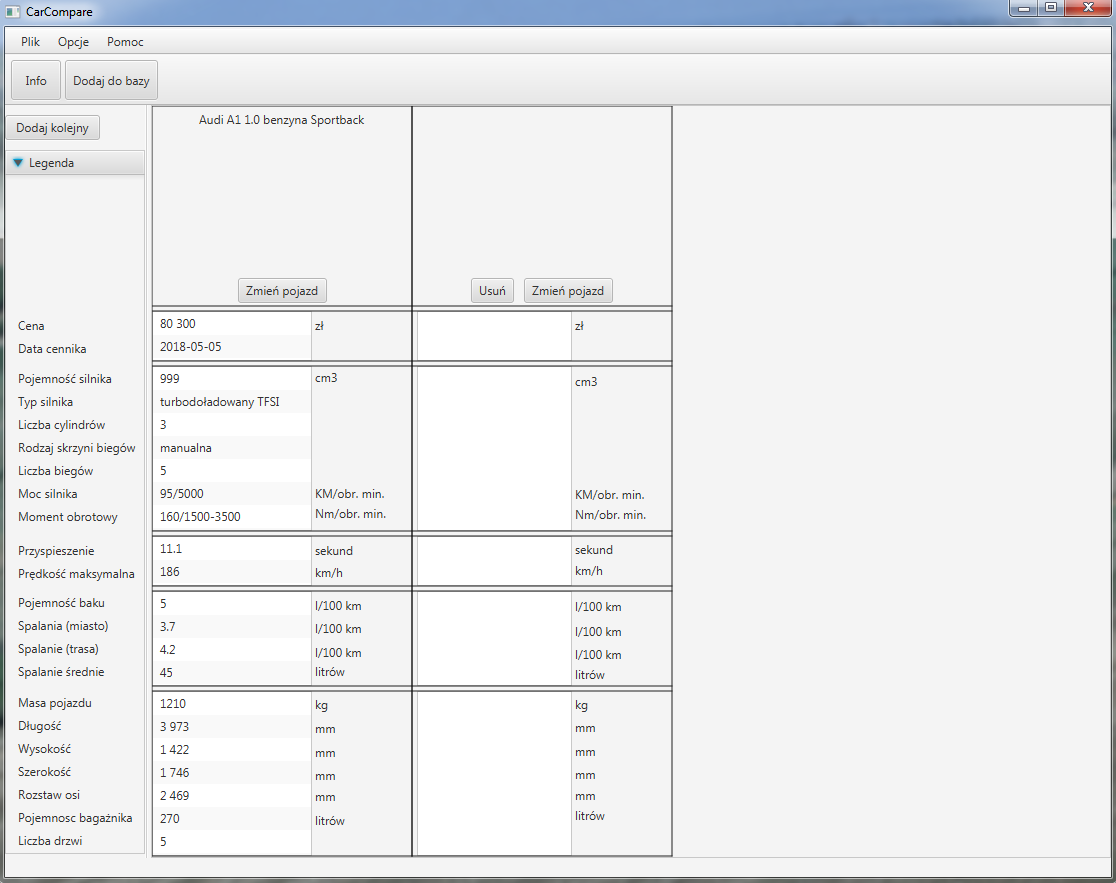 CarCompare
Plik Opcje Pomoc
Info Dodaj do bazy
Dodaj kolejny
Legenda
Audi A1 1.0 benzyna Sportback
Zmień pojazd Usuń Zmień pojazd
Cena 80 300 zł zł
Data cennika 2018-05-05
Pojemność silnika 999 cm3 cm3
Typ silnika turbodoładowany TFSI
Liczba cylindrów 3
Rodzaj skrzyni biegów manualna
Liczba biegów 5
Moc silnika 95/5000 KM/obr. min. KM/obr. min.
Moment obrotowy 160/1500-3500 Nm/obr. min. Nm/obr. min.
Przyspieszenie 11.1 sekund sekund
Prędkość maksymalna 186 km/h km/h
Pojemność baku 5 l/100 km l/100 km
Spalania (miasto) 3.7 l/100 km l/100 km
Spalanie (trasa) 4.2 l/100 km l/100 km
Spalanie średnie 45 litrów litrów
Masa pojazdu 1210 kg kg
Długość 3 973 mm mm
Wysokość 1 422 mm mm
Szerokość 1 746 mm mm
Rozstaw osi 2 469 mm mm
Pojemnosc bagażnika 270 litrów litrów
Liczba drzwi 5